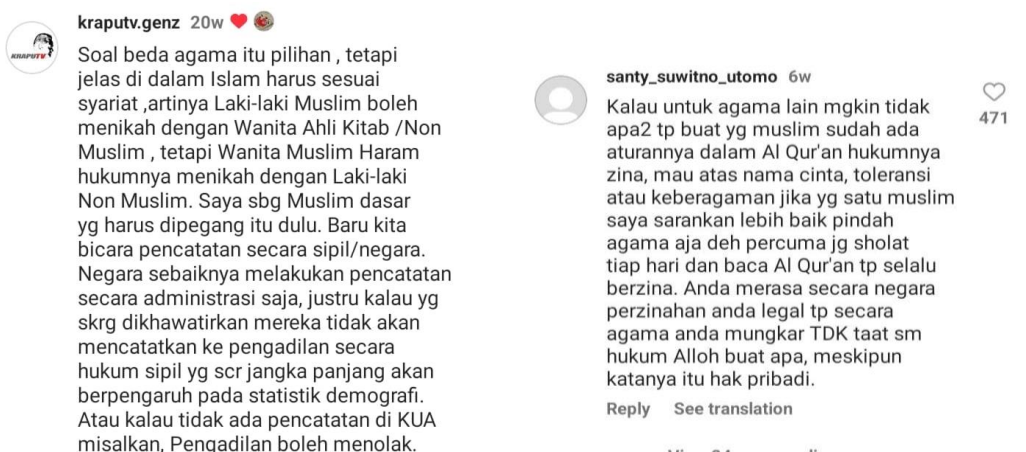 kraputv.genz 20w
KRAPUTV
Soal beda agama itu pilihan , tetapi
jelas di dalam Islam harus sesuai
syariat ,artinya Laki-laki Muslim boleh
menikah dengan Wanita Ahli Kitab /Non
Muslim , tetapi Wanita Muslim Haram
hukumnya menikah dengan Laki-laki
Non Muslim. Saya sbg Muslim dasar
yg harus dipegang itu dulu. Baru kita
bicara pencatatan secara sipil/negara.
Negara sebaiknya melakukan pencatatan
secara administrasi saja, justru kalau yg
skrg dikhawatirkan mereka tidak akan
mencatatkan ke pengadilan secara
hukum sipil yg scr jangka panjang akan
berpengaruh pada statistik demografi.
Atau kalau tidak ada pencatatan di KUA
misalkan, Pengadilan boleh menolak.
santy_suwitno_utomo 6w
Kalau untuk agama lain mgkin tidak
apa2 tp buat yg muslim sudah ada
aturannya dalam Al Qur'an hukumnya
zina, mau atas nama cinta, toleransi
atau keberagaman jika yg satu muslim
saya sarankan lebih baik pindah
agama aja deh percuma jg sholat
tiap hari dan baca Al Qur'an tp selalu
berzina. Anda merasa secara negara
perzinahan anda legal tp secara
agama anda mungkar TDK taat sm
hukum Alloh buat apa, meskipun
katanya itu hak pribadi.
471
Reply See translation